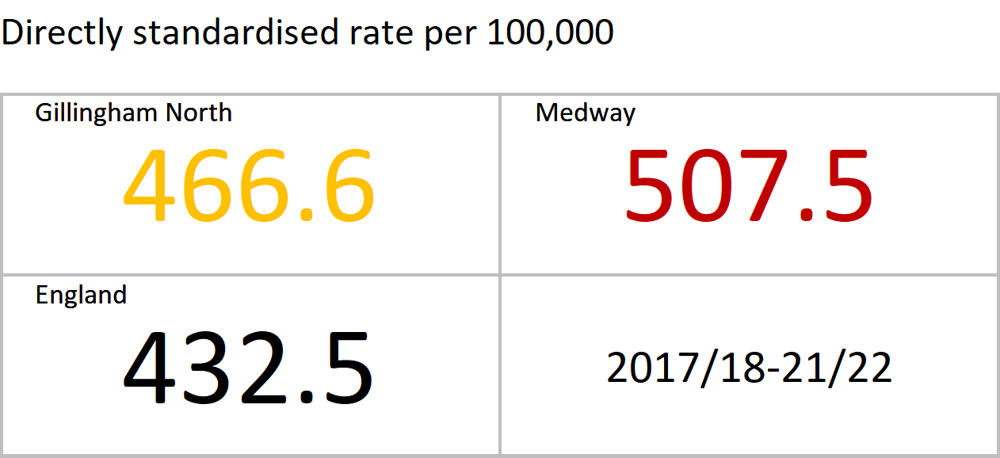 Directly standardised rate per 100,000
Gillingham North
466.6
Medway
507.5
England
432.5
2017/18-21/22